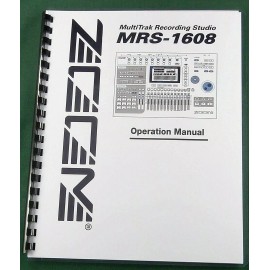 ZOOM®
MultiTrak Recording Studio
MRS-1608
Operation Manual